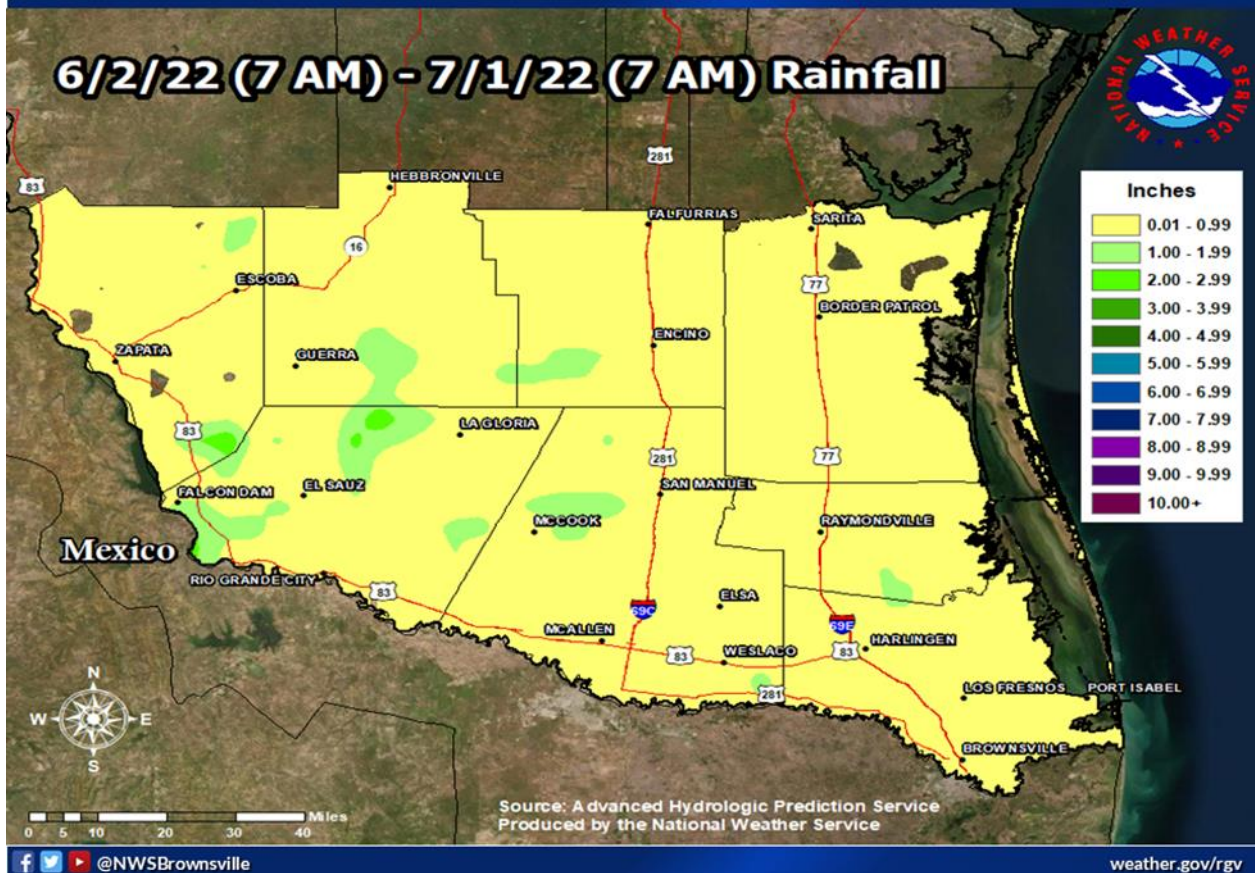 6/2/22 (7 AM) - 7/1/22 (7 AM) Rainfall
NATIONAL WEATHER SERVICE
Inches
0.01 - 0.99
1.00 - 1.99
2.00 - 2.99
3.00 - 3.99
4.00 - 4.99
5.00 - 5.99
6.00 - 6.99
7.00 - 7.99
8.00 - 8.99
9.00 - 9.99
10.00+
83
281
HEBBRONVILLE
FALFURRIAS
SARITA
16
ESCOBA
77
BORDER PATROL
ENCINO
ZAPATA
GUERRA
83
LA GLORIA
281
77
FALCON DAM
EL SAUZ
SAN MANUEL
MCCOOK
RAYMONDVILLE
Mexico
RIO GRANDE CITY
83
69C
ELSA
69E
MCALLEN
HARLINGEN
83
WESLACO
83
281
LOS FRESNOS
PORT ISABEL
BROWNSVILLE
N
W
E
S
Miles
0 5 10 20 30 40
Source: Advanced Hydrologic Prediction Service
Produced by the National Weather Service
@NWSBrownsville
weather.gov/rgv